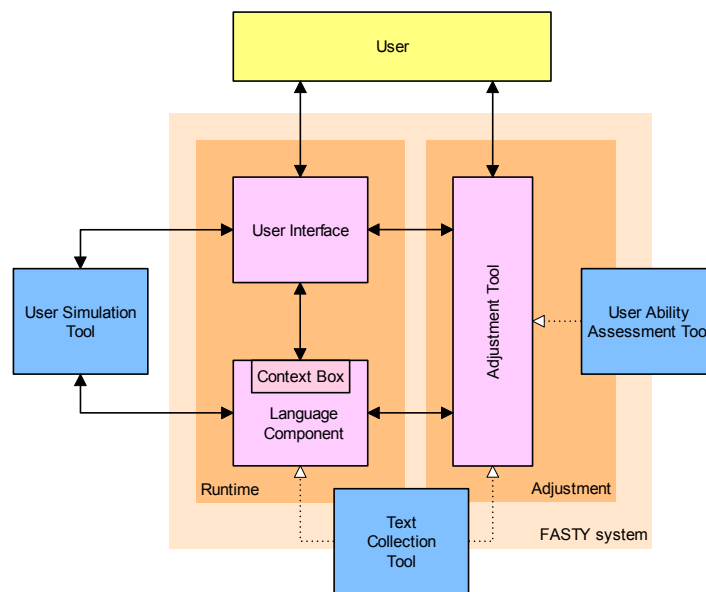 User
User Interface
User Simulation
Tool
Adjustment Tool
User Ability
Assessment Tool
Context Box
Language
Component
Runtime
Adjustment
Text
Collection
Tool
FASTY system